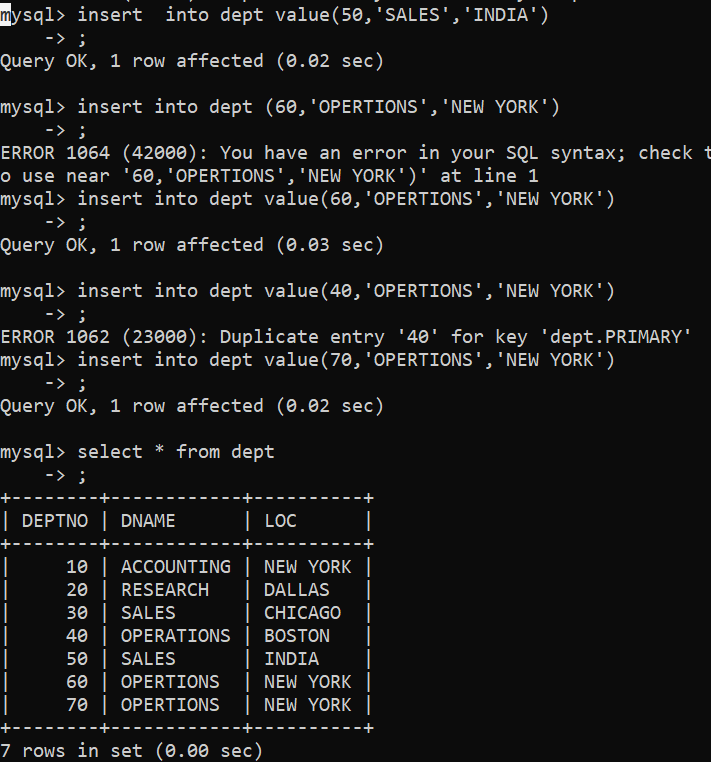 mysql> insert  into dept value(50,'SALES','INDIA')
    -> ;
Query OK, 1 row affected (0.02 sec)

mysql> insert into dept (60,'OPERTIONS','NEW YORK')
    -> ;
ERROR 1064 (42000): You have an error in your SQL syntax; check t
o use near '60,'OPERTIONS','NEW YORK')' at line 1
mysql> insert into dept value(60,'OPERTIONS','NEW YORK')
    -> ;
Query OK, 1 row affected (0.03 sec)

mysql> insert into dept value(40,'OPERTIONS','NEW YORK')
    -> ;
ERROR 1062 (23000): Duplicate entry '40' for key 'dept.PRIMARY'
mysql> insert into dept value(70,'OPERTIONS','NEW YORK')
    -> ;
Query OK, 1 row affected (0.02 sec)

mysql> select * from dept
    -> ;
+--------+------------+----------+
| DEPTNO | DNAME      | LOC      |
+--------+------------+----------+
|     10 | ACCOUNTING | NEW YORK |
|     20 | RESEARCH   | DALLAS   |
|     30 | SALES      | CHICAGO  |
|     40 | OPERATIONS | BOSTON   |
|     50 | SALES      | INDIA    |
|     60 | OPERTIONS  | NEW YORK |
|     70 | OPERTIONS  | NEW YORK |
+--------+------------+----------+
7 rows in set (0.00 sec)